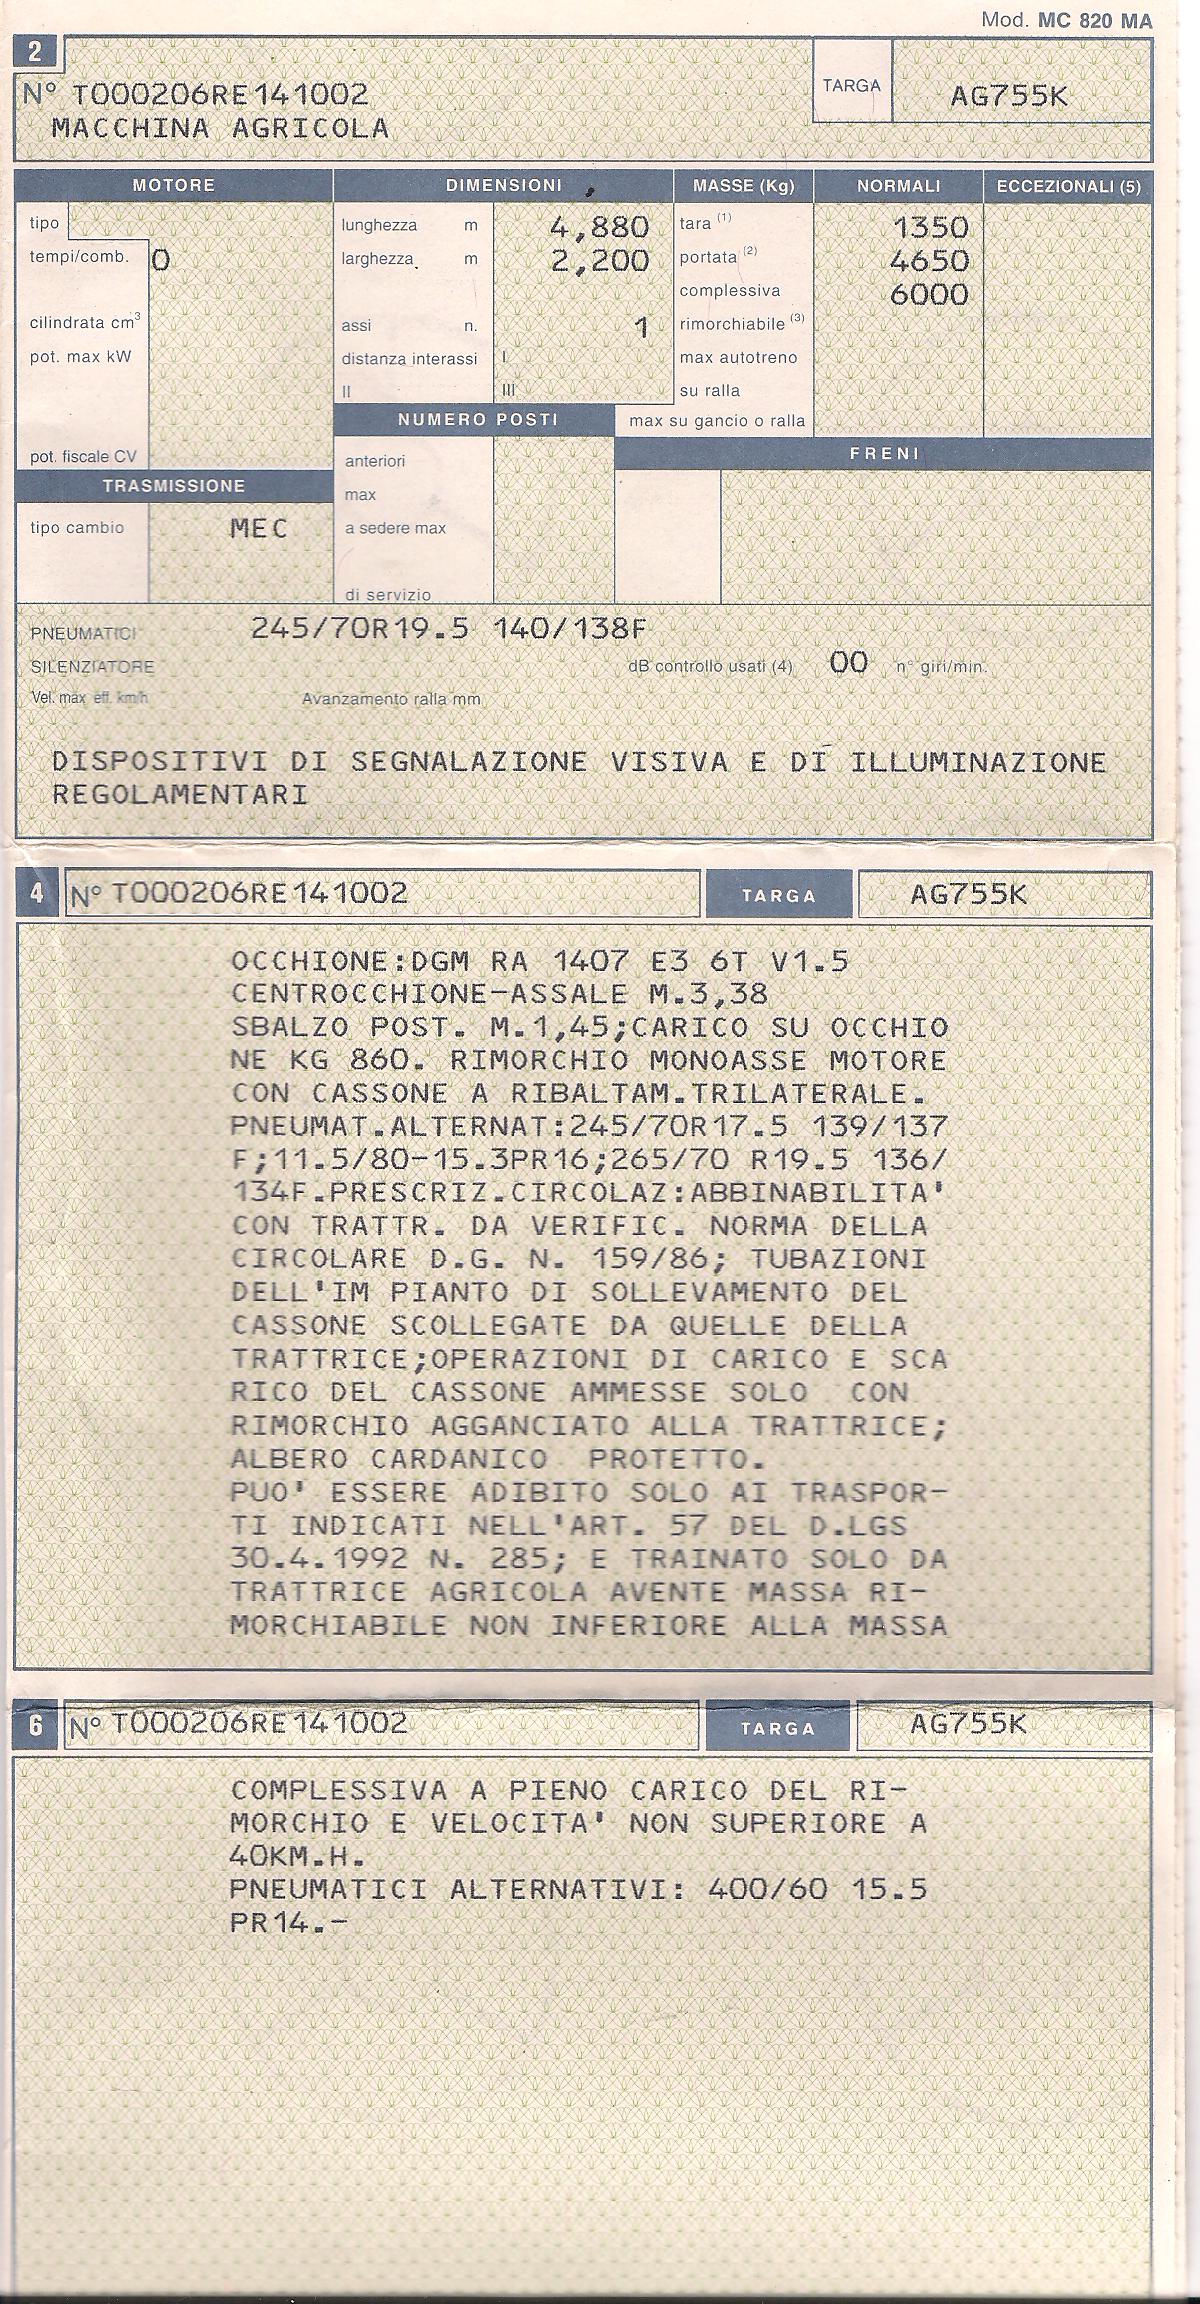 Mod. MC 820 MA
2
N° T000206RE141002
MACCHINA AGRICOLA
TARGA
AG755K
MOTORE
tipo
tempi/comb. 0
cilindrata cm³
pot. max kW
pot. fiscale CV
TRASMISSIONE
tipo cambio MEC
DIMENSIONI
lunghezza m 4,880
larghezza m 2,200
assi n. 1
distanza interassi I
II III
NUMERO POSTI
anteriori
max
a sedere max
di servizio
MASSE (Kg) NORMALI ECCEZIONALI (5)
tara (1) 1350
portata (2) 4650
complessiva 6000
rimorchiabile (3)
max autotreno
su ralla
max su gancio o ralla
FRENI
PNEUMATICI 245/70R19.5 140/138F
SILENZIATORE dB controllo usati (4) 00 n° giri/min.
Vel. max eff. km/h Avanzamento ralla mm
DISPOSITIVI DI SEGNALAZIONE VISIVA E DI ILLUMINAZIONE
REGOLAMENTARI
4 N° T000206RE141002 TARGA AG755K
OCCHIONE:DGM RA 1407 E3 6T V1.5
CENTROCCHIONE-ASSALE M.3,38
SBALZO POST. M.1,45;CARICO SU OCCHIO
NE KG 860. RIMORCHIO MONOASSE MOTORE
CON CASSONE A RIBALTAM.TRILATERALE.
PNEUMAT.ALTERNAT:245/70R17.5 139/137
F;11.5/80-15.3PR16;265/70 R19.5 136/
134F.PRESCRIZ.CIRCOLAZ:ABBINABILITA'
CON TRATTR. DA VERIFIC. NORMA DELLA
CIRCOLARE D.G. N. 159/86; TUBAZIONI
DELL'IM PIANTO DI SOLLEVAMENTO DEL
CASSONE SCOLLEGATE DA QUELLE DELLA
TRATTRICE;OPERAZIONI DI CARICO E SCA
RICO DEL CASSONE AMMESSE SOLO CON
RIMORCHIO AGGANCIATO ALLA TRATTRICE;
ALBERO CARDANICO PROTETTO.
PUO' ESSERE ADIBITO SOLO AI TRASPOR-
TI INDICATI NELL'ART. 57 DEL D.LGS
30.4.1992 N. 285; E TRAINATO SOLO DA
TRATTRICE AGRICOLA AVENTE MASSA RI-
MORCHIABILE NON INFERIORE ALLA MASSA
6 N° T000206RE141002 TARGA AG755K
COMPLESSIVA A PIENO CARICO DEL RI-
MORCHIO E VELOCITA' NON SUPERIORE A
40KM.H.
PNEUMATICI ALTERNATIVI: 400/60 15.5
PR14.-